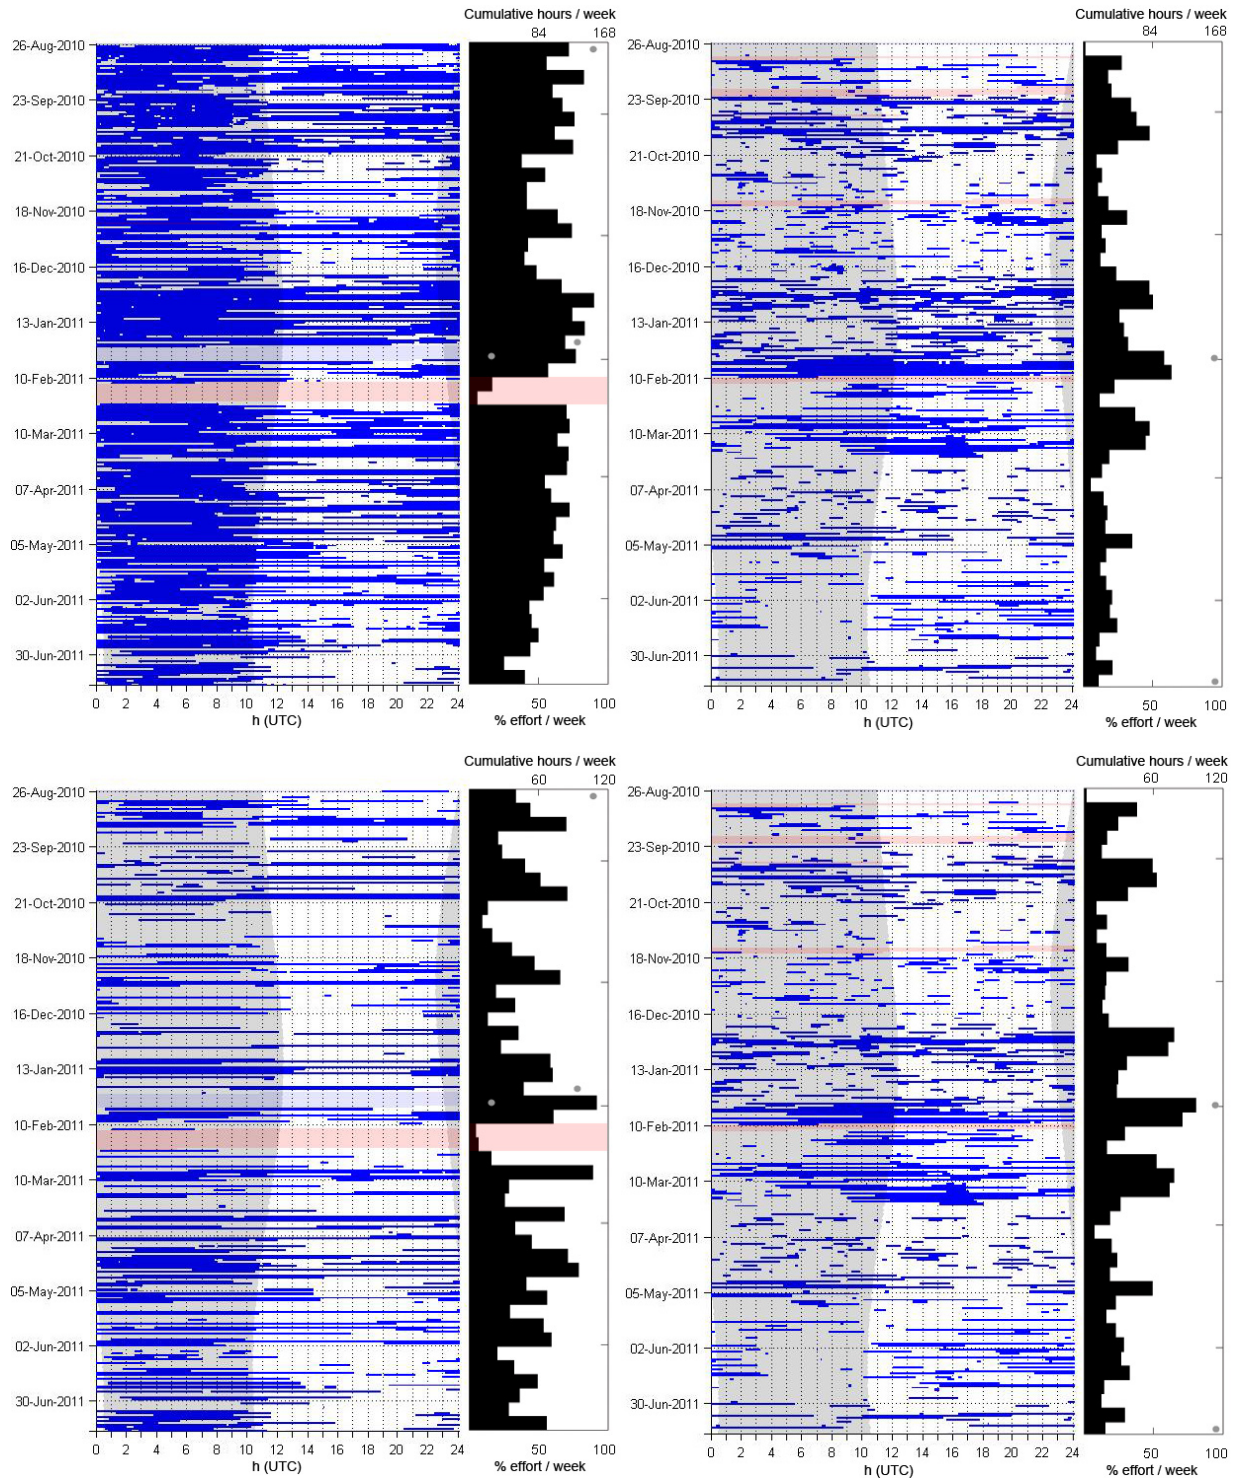 Cumulative hours / week
84 168
26-Aug-2010
23-Sep-2010
21-Oct-2010
18-Nov-2010
16-Dec-2010
13-Jan-2011
10-Feb-2011
10-Mar-2011
07-Apr-2011
05-May-2011
02-Jun-2011
30-Jun-2011
0 2 4 6 8 10 12 14 16 18 20 22 24
h (UTC)
50 100
% effort / week
Cumulative hours / week
84 168
26-Aug-2010
23-Sep-2010
21-Oct-2010
18-Nov-2010
16-Dec-2010
13-Jan-2011
10-Feb-2011
10-Mar-2011
07-Apr-2011
05-May-2011
02-Jun-2011
30-Jun-2011
0 2 4 6 8 10 12 14 16 18 20 22 24
h (UTC)
50 100
% effort / week
Cumulative hours / week
60 120
26-Aug-2010
23-Sep-2010
21-Oct-2010
18-Nov-2010
16-Dec-2010
13-Jan-2011
10-Feb-2011
10-Mar-2011
07-Apr-2011
05-May-2011
02-Jun-2011
30-Jun-2011
0 2 4 6 8 10 12 14 16 18 20 22 24
h (UTC)
50 100
% effort / week
Cumulative hours / week
60 120
26-Aug-2010
23-Sep-2010
21-Oct-2010
18-Nov-2010
16-Dec-2010
13-Jan-2011
10-Feb-2011
10-Mar-2011
07-Apr-2011
05-May-2011
02-Jun-2011
30-Jun-2011
0 2 4 6 8 10 12 14 16 18 20 22 24
h (UTC)
50 100
% effort / week